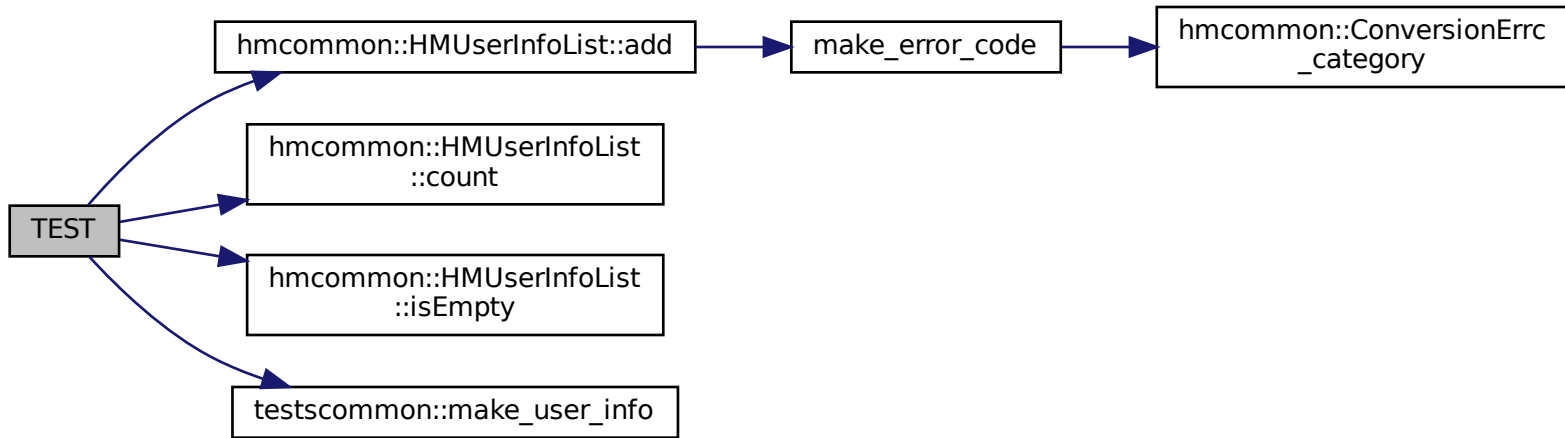 hmcommon::HMUserInfoList::add
make_error_code
hmcommon::ConversionErrc
_category
hmcommon::HMUserInfoList
::count
TEST
hmcommon::HMUserInfoList
::isEmpty
testscommon::make_user_info